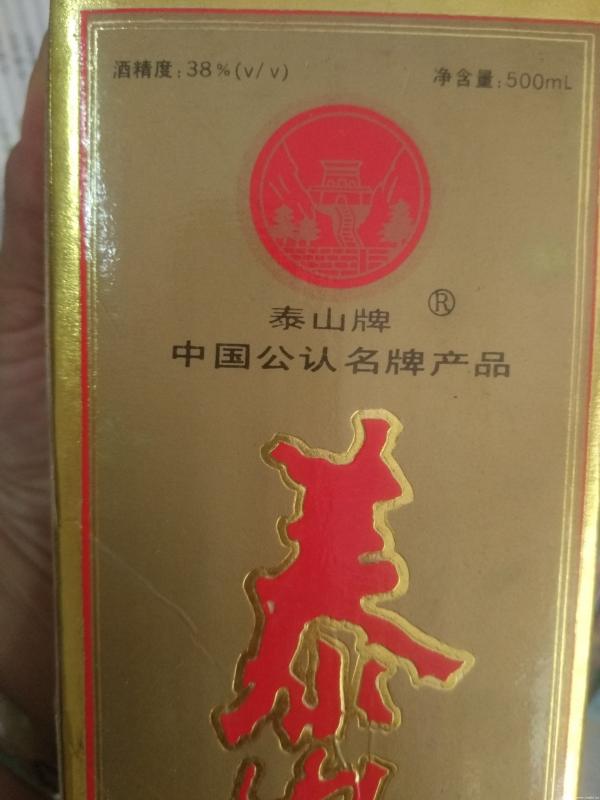 酒精度:38%(v/v)
净含量:500mL
泰山牌®
中国公认名牌产品
泰